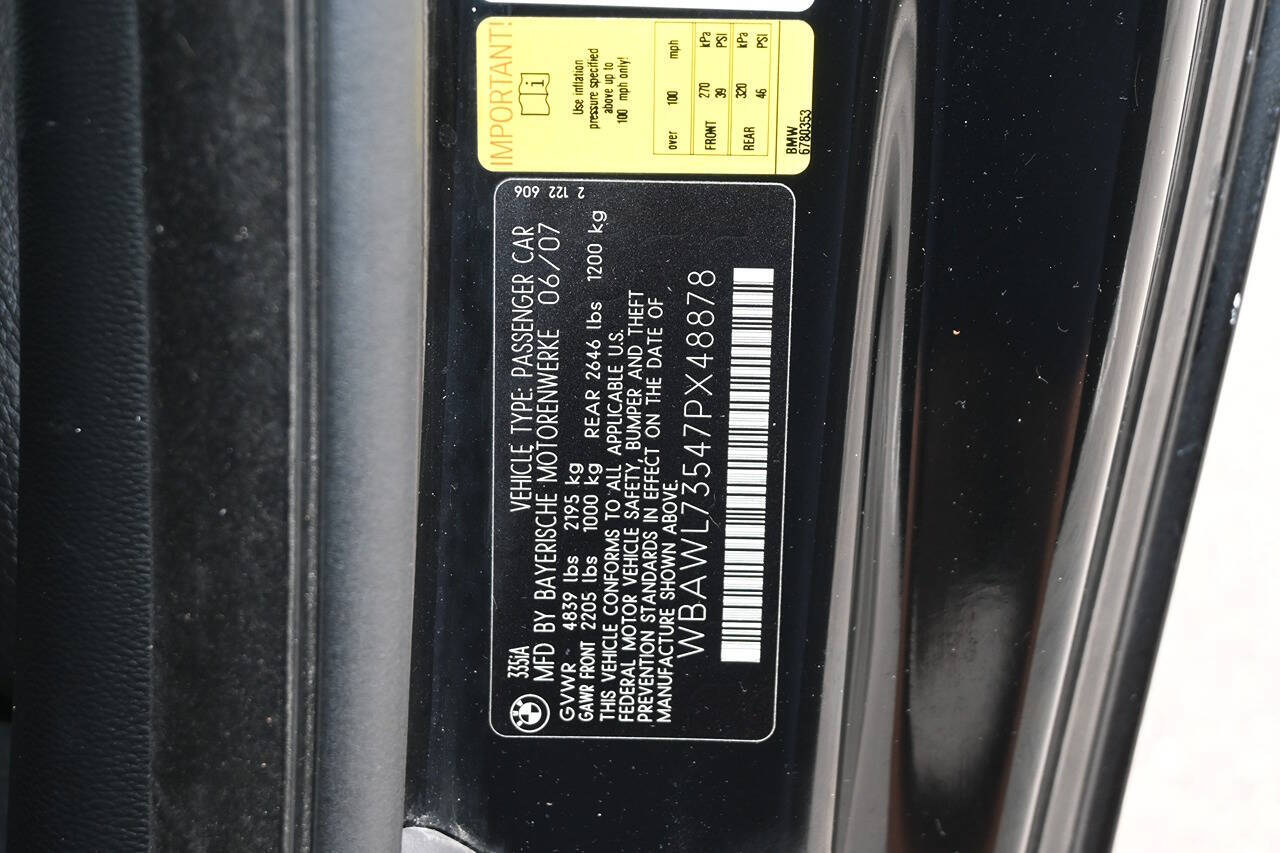 335iA VEHICLE TYPE: PASSENGER CAR
MFD BY BAYERISCHE MOTORENWERKE 06/07
GVWR 4839 lbs 2195 kg
GAWR FRONT 2205 lbs 1000 kg REAR 2646 lbs 1200 kg
THIS VEHICLE CONFORMS TO ALL APPLICABLE U.S.
FEDERAL MOTOR VEHICLE SAFETY, BUMPER AND THEFT
PREVENTION STANDARDS IN EFFECT ON THE DATE OF
MANUFACTURE SHOWN ABOVE.
WBAWL73547PX48878
2 122 606
IMPORTANT!
i
Use inflation
pressure specified
above up to
100 mph only!
over 100 mph
FRONT 270 kPa
39 PSI
REAR 320 kPa
46 PSI
BMW
6780353